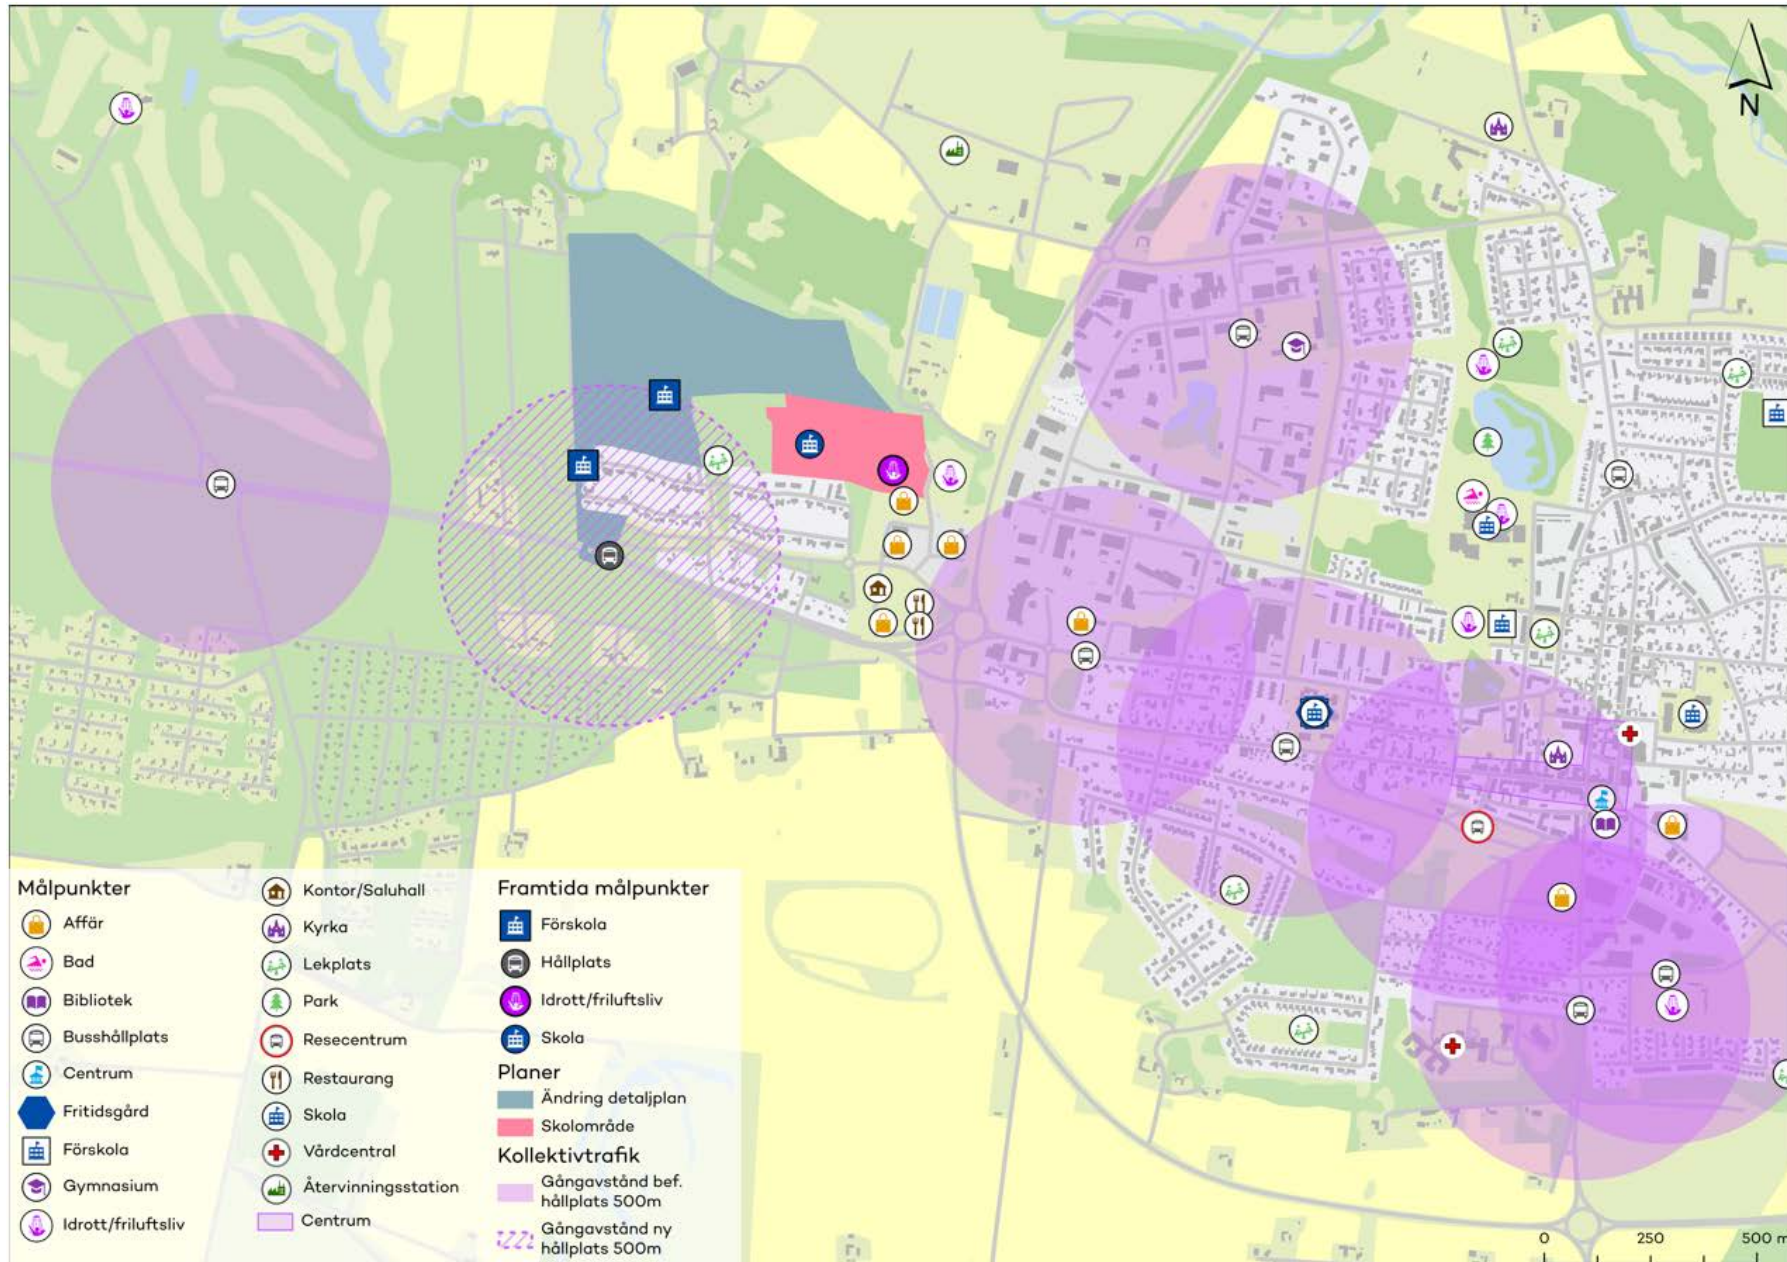 N
Målpunkter
Affär
Bad
Bibliotek
Busshållplats
Centrum
Fritidsgård
Förskola
Gymnasium
Idrott/friluftsliv
Kontor/Saluhall
Kyrka
Lekplats
Park
Resecentrum
Restaurang
Skola
Vårdcentral
Återvinningsstation
Centrum
Framtida målpunkter
Förskola
Hållplats
Idrott/friluftsliv
Skola
Planer
Ändring detaljplan
Skolområde
Kollektivtrafik
Gångavstånd bef.
hållplats 500m
Gångavstånd ny
hållplats 500m
0 250 500 m